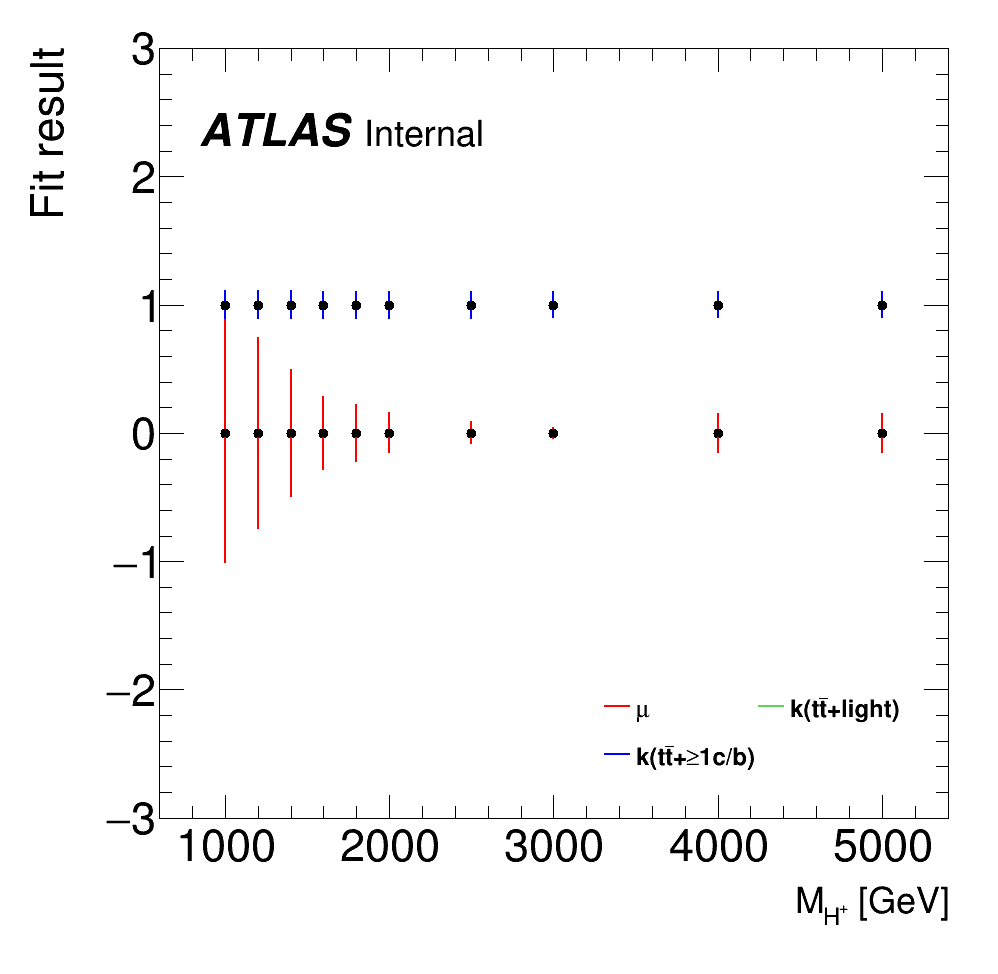 Fit result
3
2
1
0
−1
−2
−3
ATLAS Internal
μ
k(tt̄+light)
k(tt̄+≥1c/b)
1000 2000 3000 4000 5000
M_H⁺ [GeV]